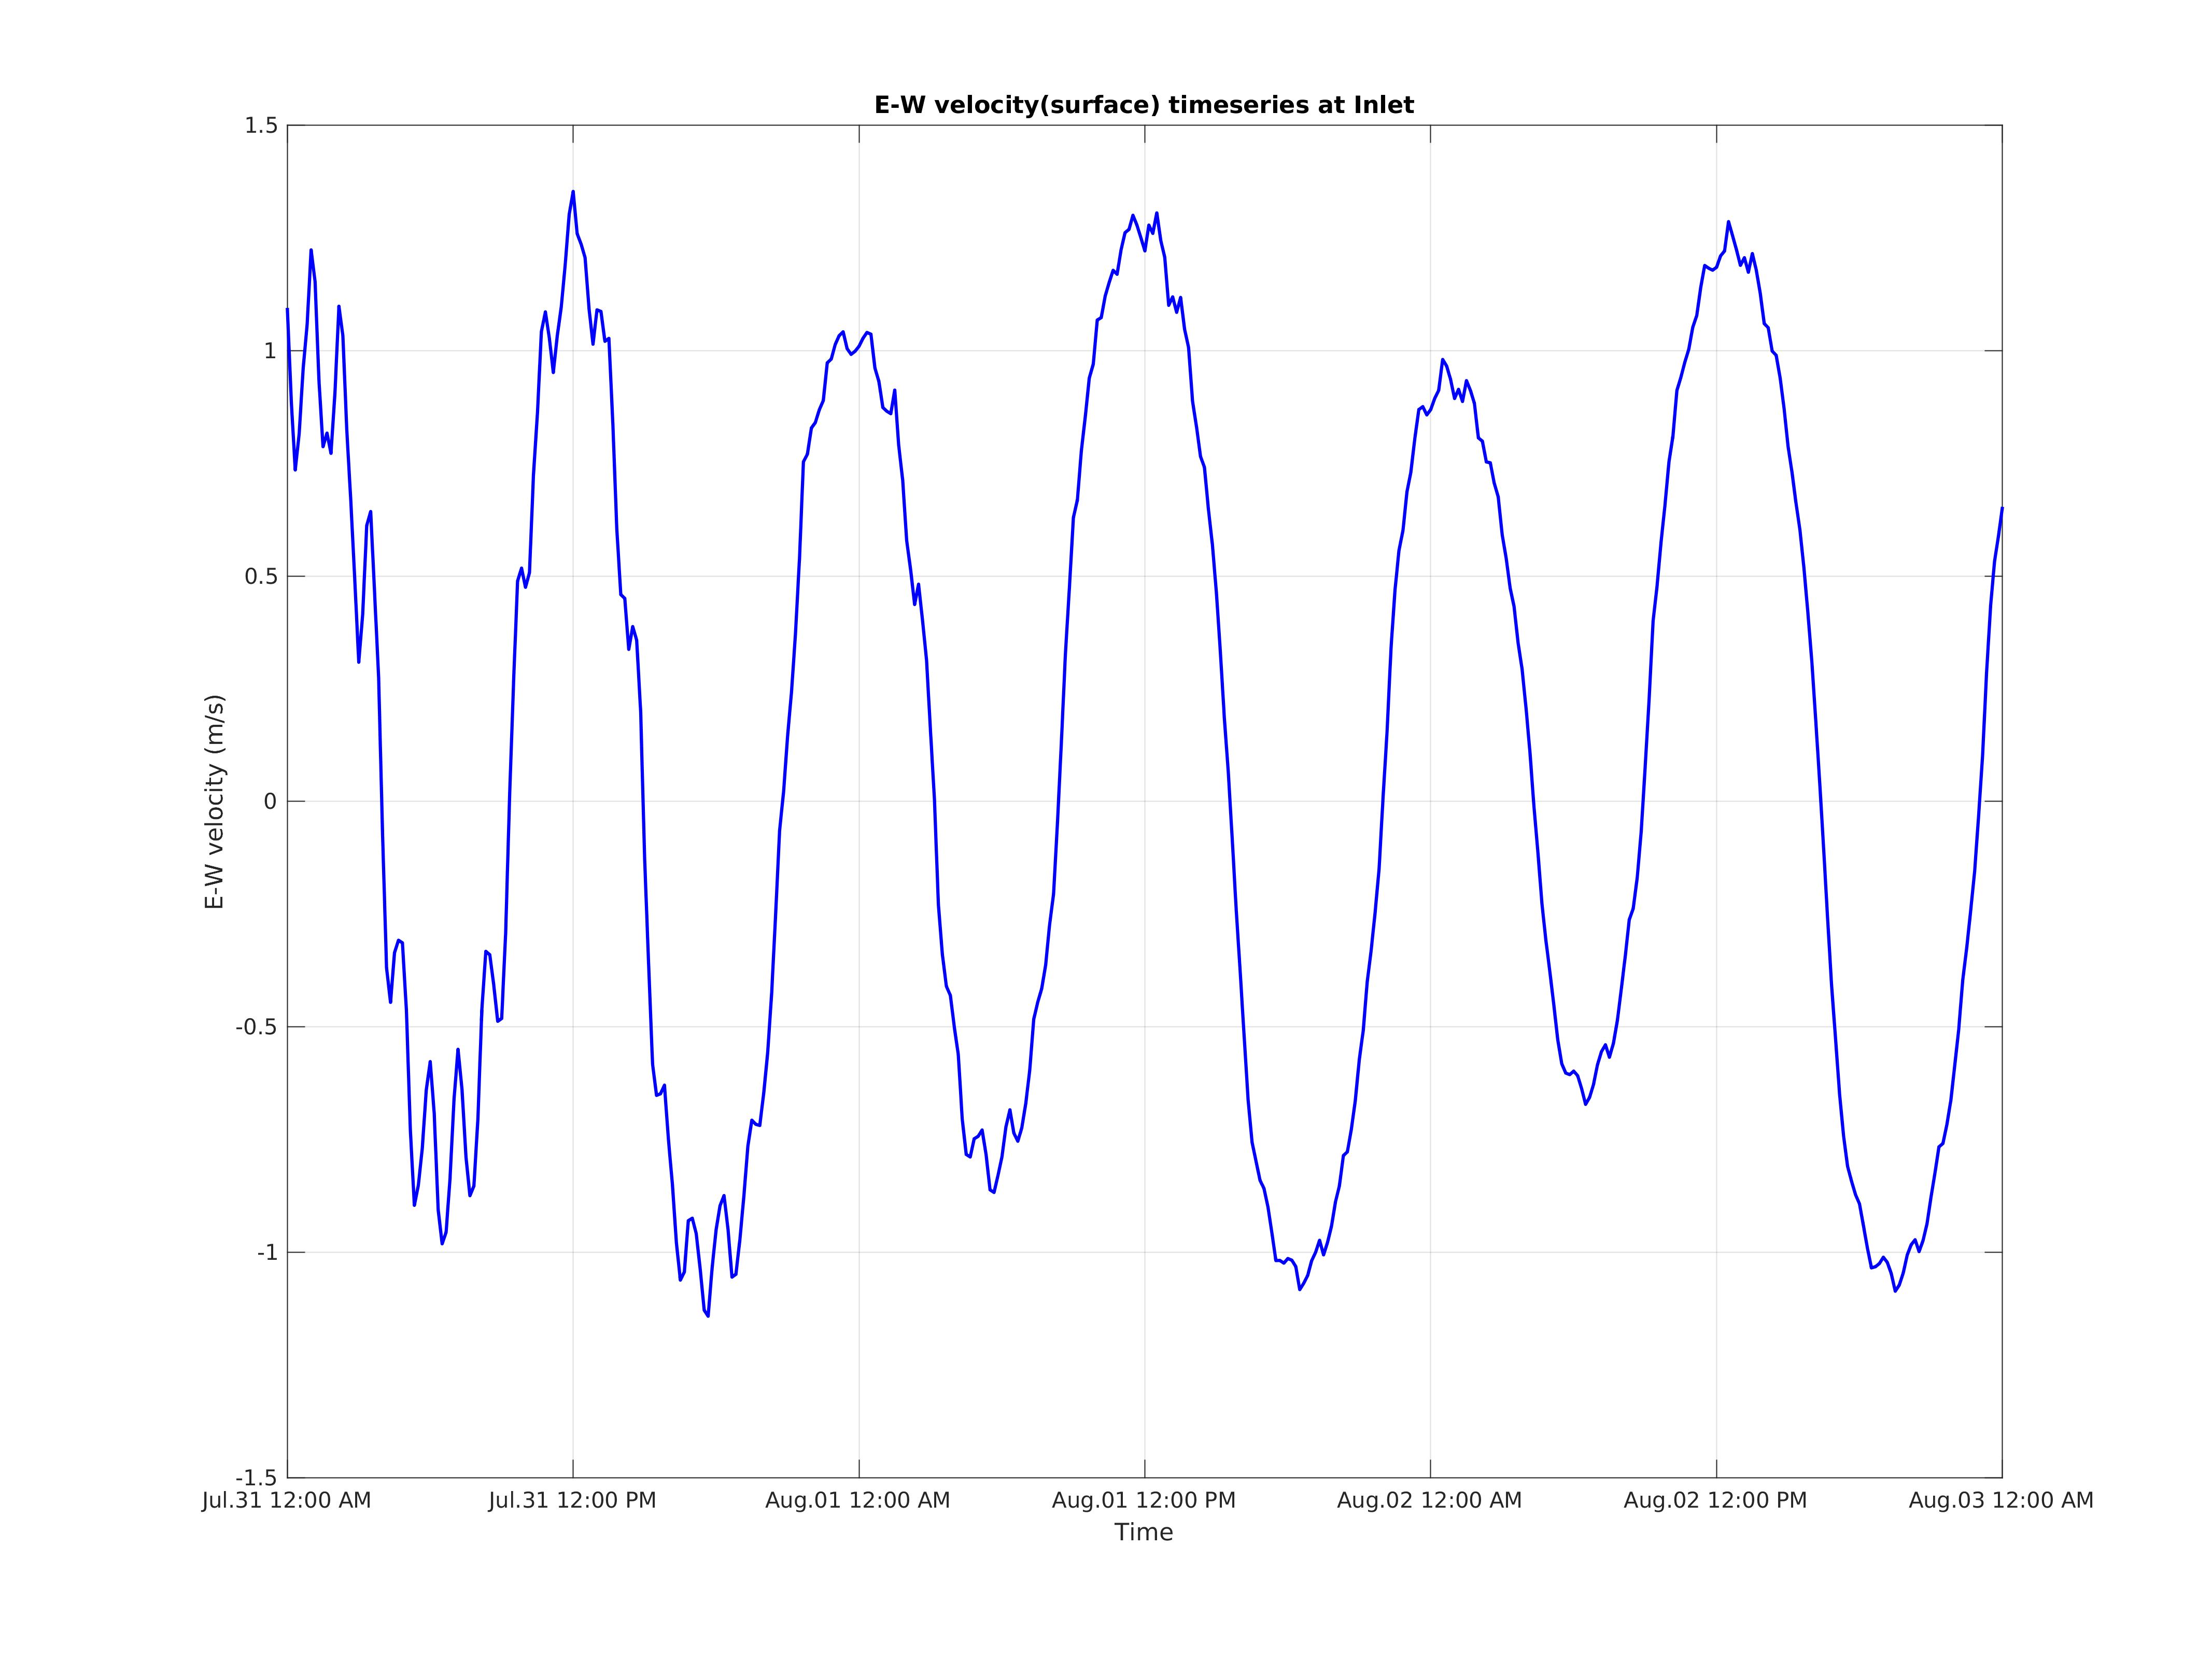 E-W velocity(surface) timeseries at Inlet
1.5
1
0.5
0
-0.5
-1
-1.5
E-W velocity (m/s)
Jul.31 12:00 AM
Jul.31 12:00 PM
Aug.01 12:00 AM
Aug.01 12:00 PM
Aug.02 12:00 AM
Aug.02 12:00 PM
Aug.03 12:00 AM
Time